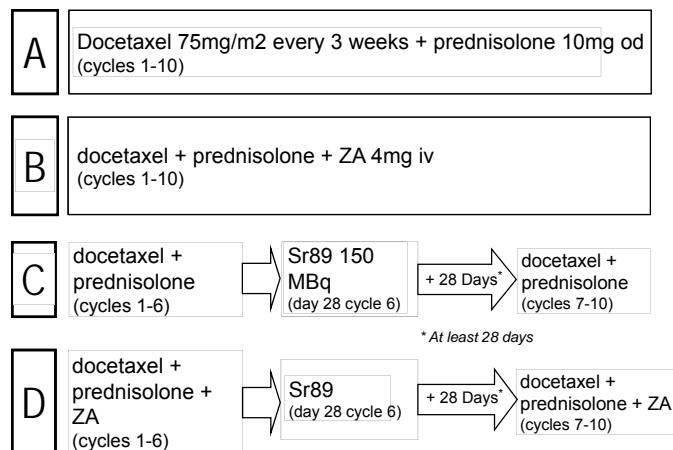 A
Docetaxel 75mg/m2 every 3 weeks + prednisolone 10mg od
(cycles 1-10)
B
docetaxel + prednisolone + ZA 4mg iv
(cycles 1-10)
C
docetaxel +
prednisolone
(cycles 1-6)
Sr89 150
MBq
(day 28 cycle 6)
+ 28 Days*
docetaxel +
prednisolone
(cycles 7-10)
* At least 28 days
D
docetaxel +
prednisolone +
ZA
(cycles 1-6)
Sr89
(day 28 cycle 6)
+ 28 Days*
docetaxel +
prednisolone + ZA
(cycles 7-10)